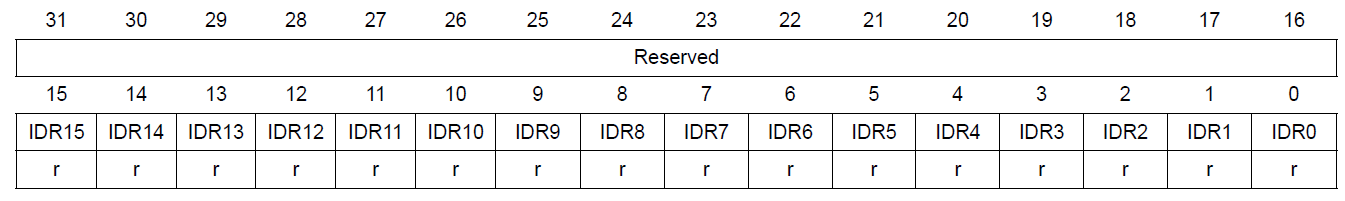 31 30 29 28 27 26 25 24 23 22 21 20 19 18 17 16
Reserved
15 14 13 12 11 10 9 8 7 6 5 4 3 2 1 0
IDR15 IDR14 IDR13 IDR12 IDR11 IDR10 IDR9 IDR8 IDR7 IDR6 IDR5 IDR4 IDR3 IDR2 IDR1 IDR0
r r r r r r r r r r r r r r r r